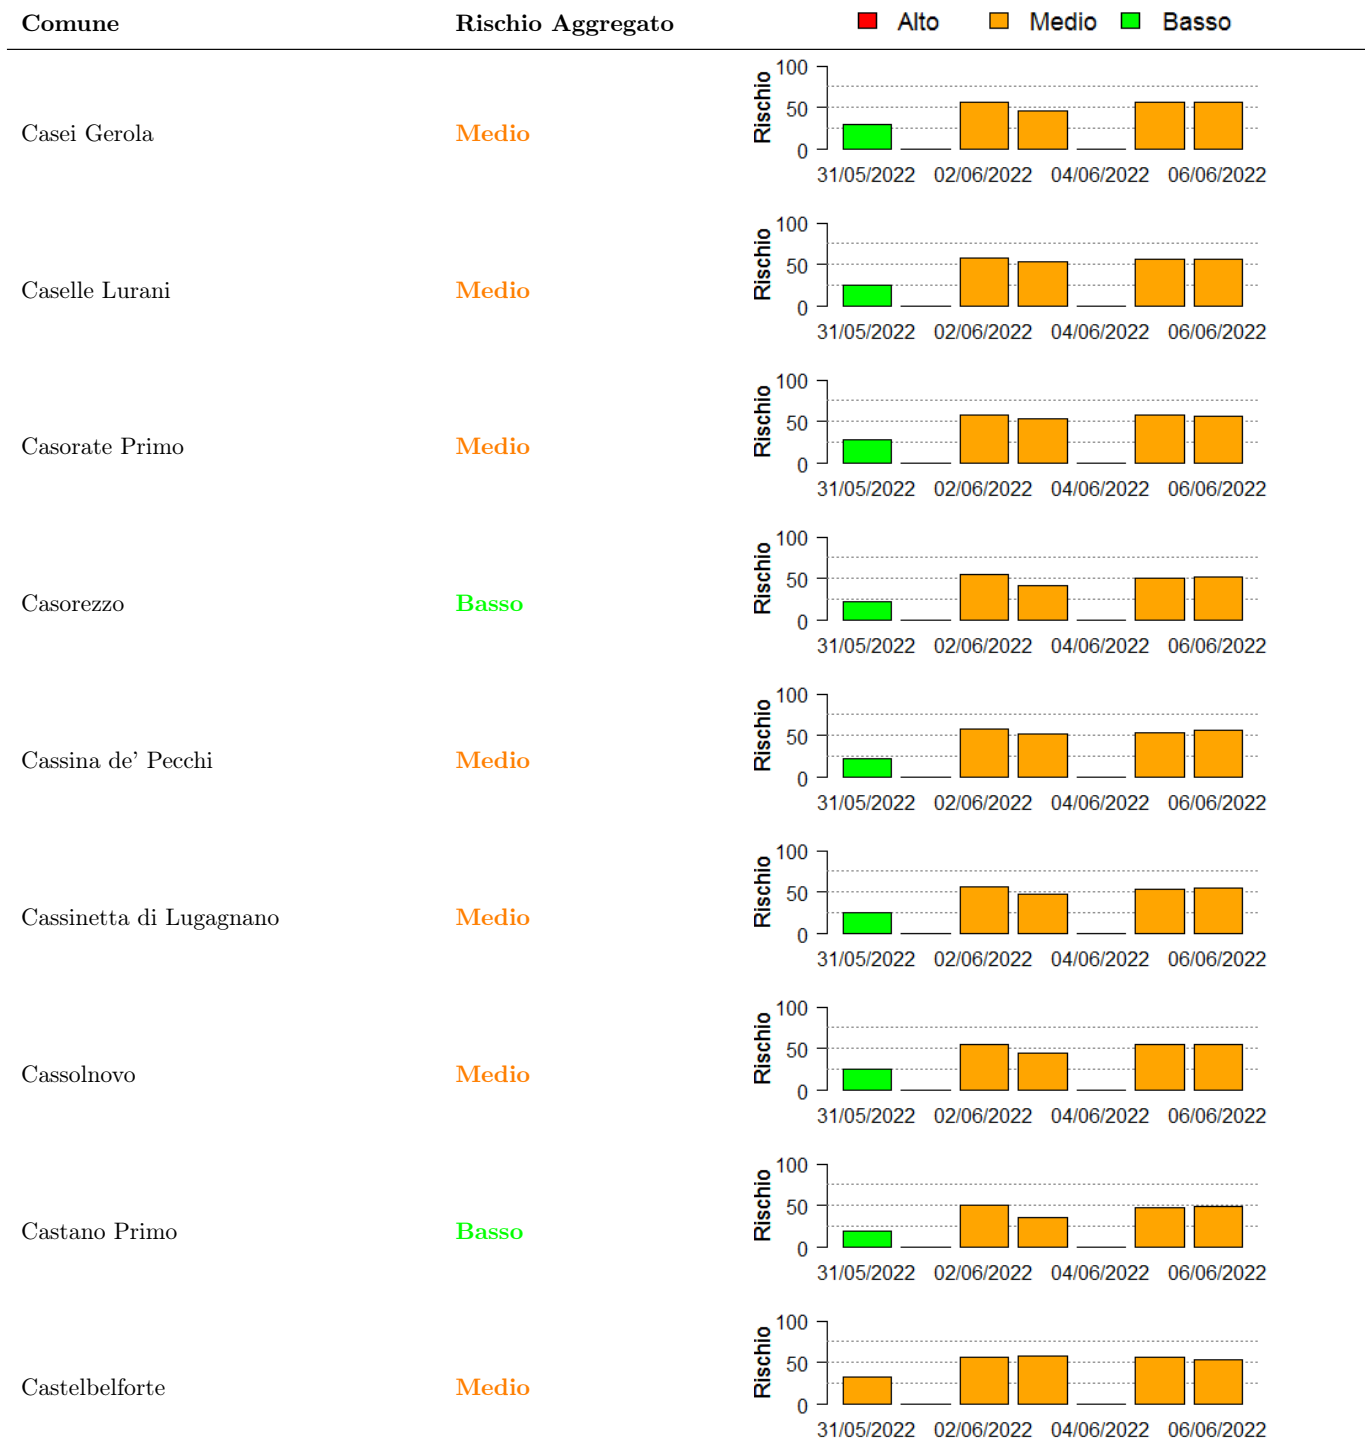 Comune Rischio Aggregato Alto Medio Basso
100
50
0
Rischio
Casei Gerola Medio
31/05/2022 02/06/2022 04/06/2022 06/06/2022
100
50
0
Rischio
Caselle Lurani Medio
31/05/2022 02/06/2022 04/06/2022 06/06/2022
100
50
0
Rischio
Casorate Primo Medio
31/05/2022 02/06/2022 04/06/2022 06/06/2022
100
50
0
Rischio
Casorezzo Basso
31/05/2022 02/06/2022 04/06/2022 06/06/2022
100
50
0
Rischio
Cassina de' Pecchi Medio
31/05/2022 02/06/2022 04/06/2022 06/06/2022
100
50
0
Rischio
Cassinetta di Lugagnano Medio
31/05/2022 02/06/2022 04/06/2022 06/06/2022
100
50
0
Rischio
Cassolnovo Medio
31/05/2022 02/06/2022 04/06/2022 06/06/2022
100
50
0
Rischio
Castano Primo Basso
31/05/2022 02/06/2022 04/06/2022 06/06/2022
100
50
0
Rischio
Castelbelforte Medio
31/05/2022 02/06/2022 04/06/2022 06/06/2022